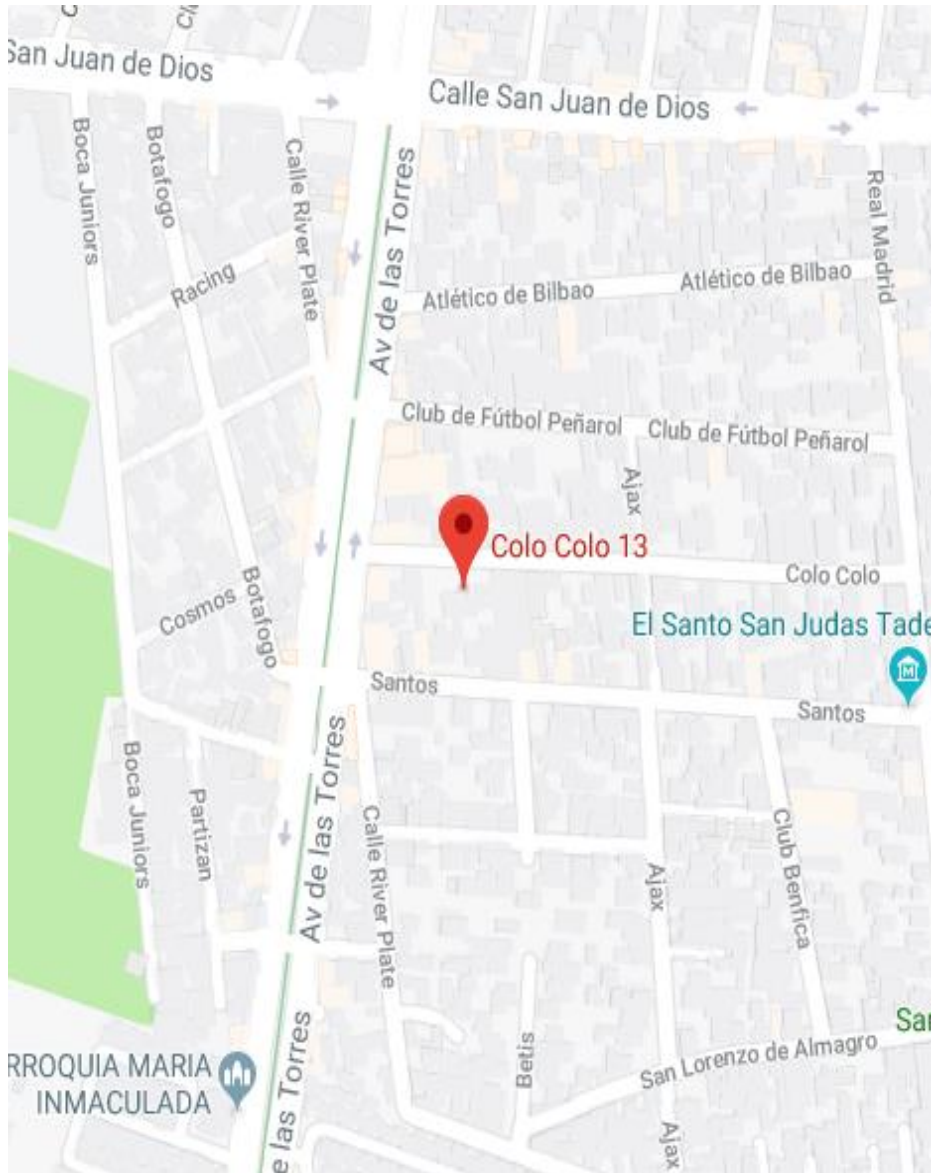 San Juan de Dios
Calle San Juan de Dios
Boca Juniors
Botafogo
Calle River Plate
Av de las Torres
Real Madrid
Racing
Atlético de Bilbao
Atlético de Bilbao
Club de Fútbol Peñarol
Club de Fútbol Peñarol
Ajax
Colo Colo 13
Colo Colo
Cosmos
Botafogo
El Santo San Judas Tade
Santos
Santos
Boca Juniors
Partizan
Av de las Torres
Calle River Plate
Club Benfica
Ajax
Betis
San Lorenzo de Almagro
San
RROQUIA MARIA
INMACULADA
e las Torres
Ajax